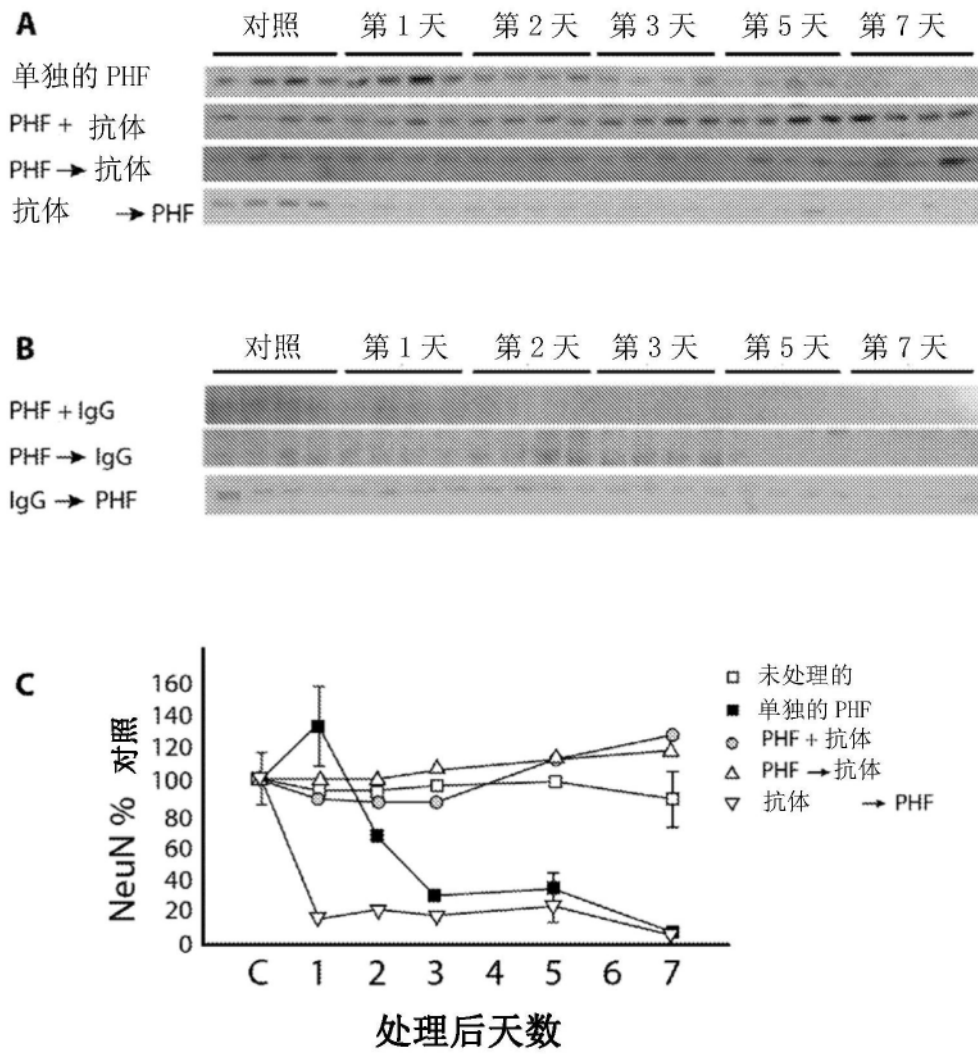 A
对照 第1天 第2天 第3天 第5天 第7天
单独的 PHF
PHF + 抗体
PHF → 抗体
抗体 → PHF
B
对照 第1天 第2天 第3天 第5天 第7天
PHF + IgG
PHF → IgG
IgG → PHF
C
NeuN % 对照
160
140
120
100
80
60
40
20
0
C 1 2 3 4 5 6 7
处理后天数
未处理的
单独的 PHF
PHF + 抗体
PHF → 抗体
抗体 → PHF